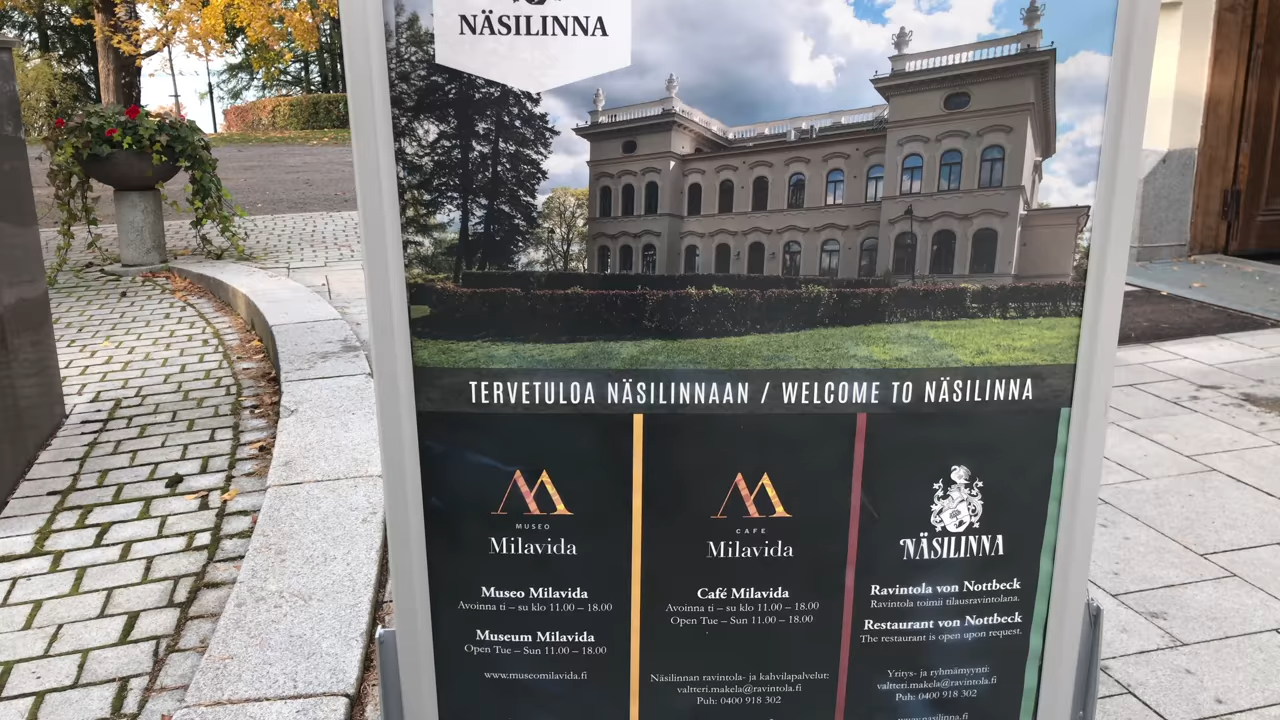 NÄSILINNA
TERVETULOA NÄSILINNAAN / WELCOME TO NÄSILINNA
MUSEO
Milavida
Museo Milavida
Avoinna ti – su klo 11.00 – 18.00
Museum Milavida
Open Tue – Sun 11.00 – 18.00
www.museomilavida.fi
CAFE
Milavida
Café Milavida
Avoinna ti – su klo 11.00 – 18.00
Open Tue – Sun 11.00 – 18.00
Näsilinnan ravintola- ja kahvilapalvelut:
valtteri.makela@ravintola.fi
Puh: 0400 918 302
NÄSILINNA
Ravintola von Nottbeck
Ravintola toimii tilausravintolana.
Restaurant von Nottbeck
The restaurant is open upon request.
Yritys- ja ryhmämyynti:
valtteri.makela@ravintola.fi
Puh: 0400 918 302
www.nasilinna.fi